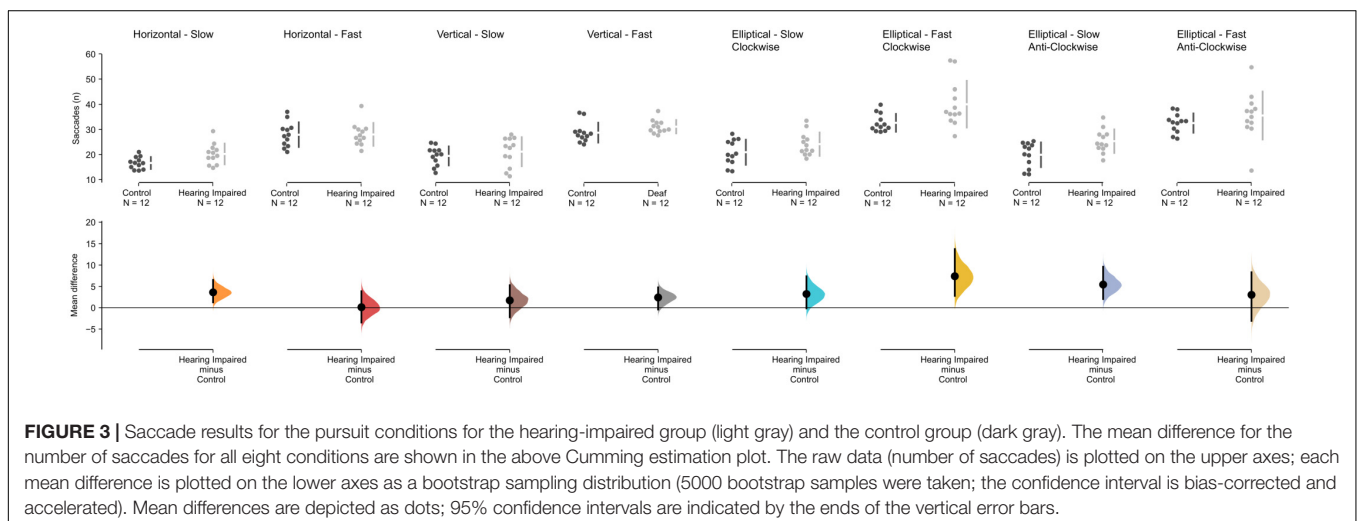 Horizontal - Slow Horizontal - Fast Vertical - Slow Vertical - Fast Elliptical - Slow Elliptical - Fast Elliptical - Slow Elliptical - Fast
Clockwise Clockwise Anti-Clockwise Anti-Clockwise
60
50
40
30
20
10
Saccades (n)
Control Hearing Impaired Control Hearing Impaired Control Hearing Impaired Control Deaf Control Hearing Impaired Control Hearing Impaired Control Hearing Impaired Control Hearing Impaired
N = 12 N = 12 N = 12 N = 12 N = 12 N = 12 N = 12 N = 12 N = 12 N = 12 N = 12 N = 12 N = 12 N = 12 N = 12 N = 12
20
15
10
5
0
−5
Mean difference
Hearing Impaired Hearing Impaired Hearing Impaired Hearing Impaired Hearing Impaired Hearing Impaired Hearing Impaired Hearing Impaired
minus minus minus minus minus minus minus minus
Control Control Control Control Control Control Control Control
FIGURE 3 | Saccade results for the pursuit conditions for the hearing-impaired group (light gray) and the control group (dark gray). The mean difference for the
number of saccades for all eight conditions are shown in the above Cumming estimation plot. The raw data (number of saccades) is plotted on the upper axes; each
mean difference is plotted on the lower axes as a bootstrap sampling distribution (5000 bootstrap samples were taken; the confidence interval is bias-corrected and
accelerated). Mean differences are depicted as dots; 95% confidence intervals are indicated by the ends of the vertical error bars.